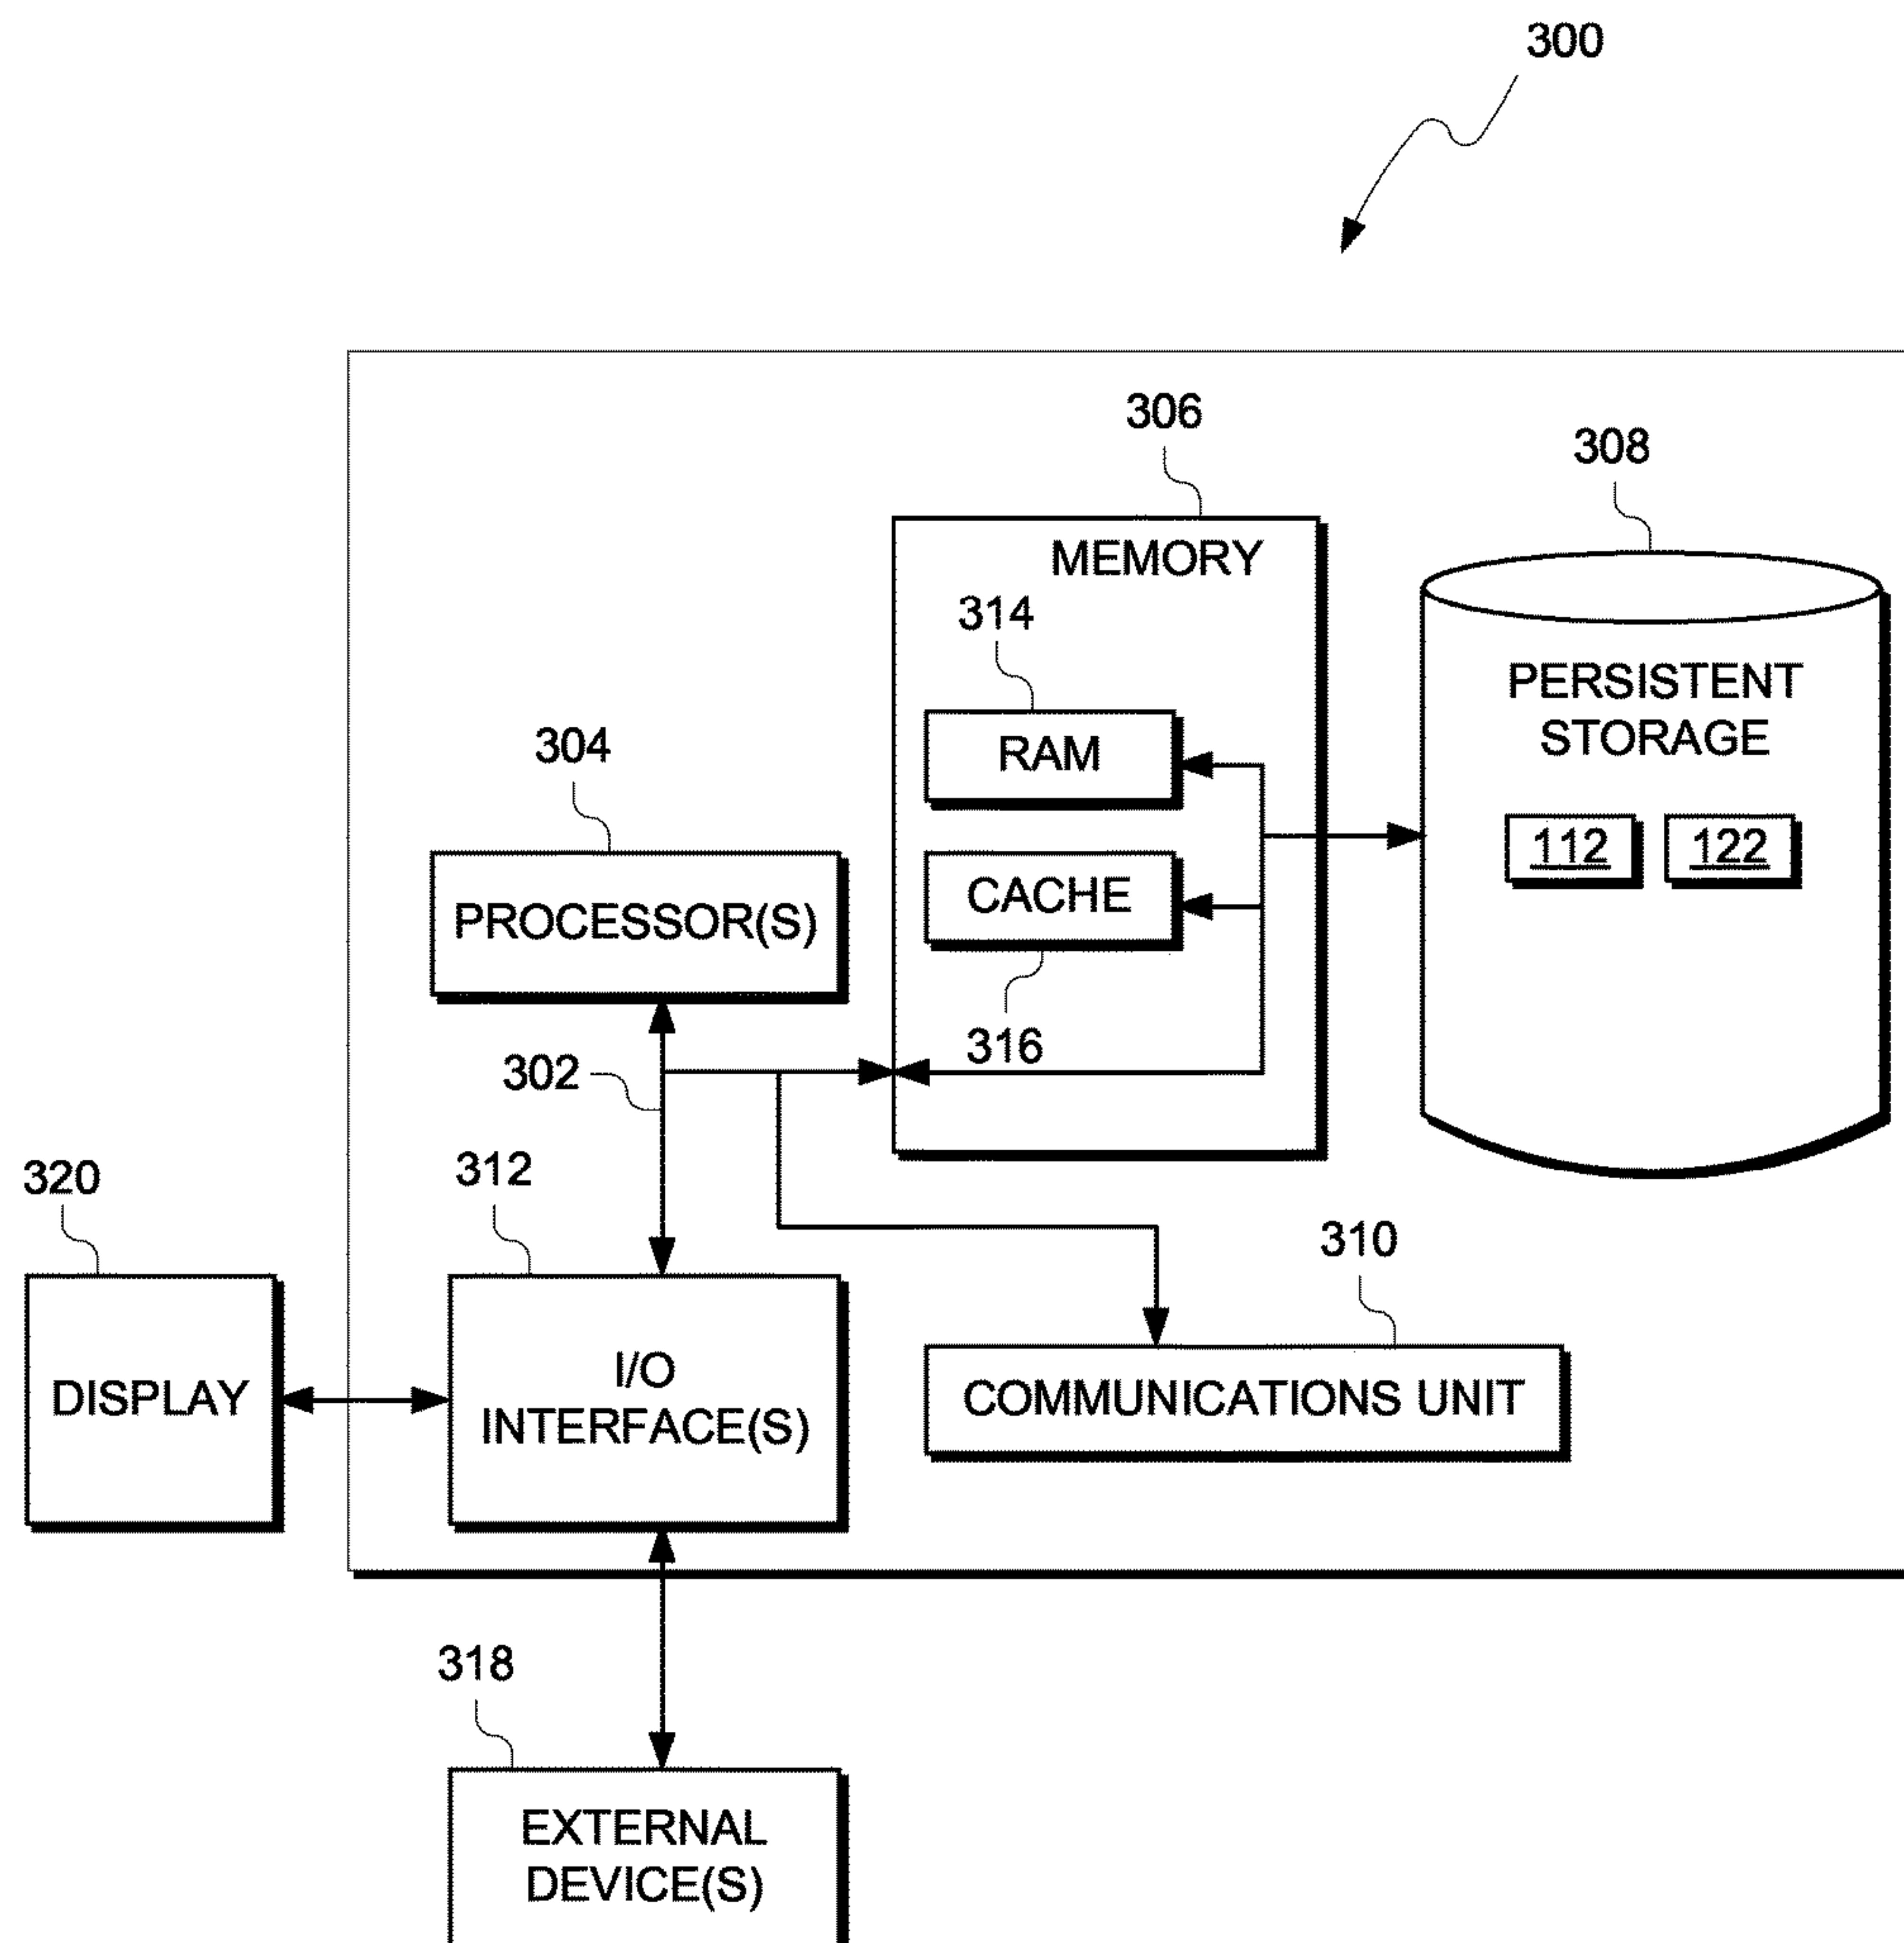 300
306
308
MEMORY
314
PERSISTENT
STORAGE
RAM
304
112
122
CACHE
PROCESSOR(S)
316
302
312
320
310
I/O
INTERFACE(S)
DISPLAY
COMMUNICATIONS UNIT
318
EXTERNAL
DEVICE(S)